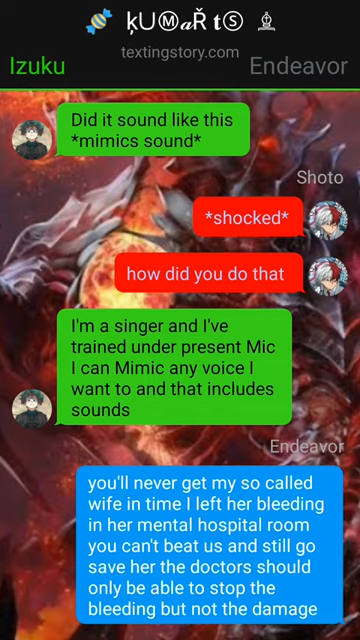 🍬 ķUⓂ𝒶Ř 𝐭ⓢ ♗
textingstory.com
Izuku
Endeavor
Did it sound like this
*mimics sound*
Shoto
*shocked*
how did you do that
I'm a singer and I've
trained under present Mic
I can Mimic any voice I
want to and that includes
sounds
Endeavor
you'll never get my so called
wife in time I left her bleeding
in her mental hospital room
you can't beat us and still go
save her the doctors should
only be able to stop the
bleeding but not the damage